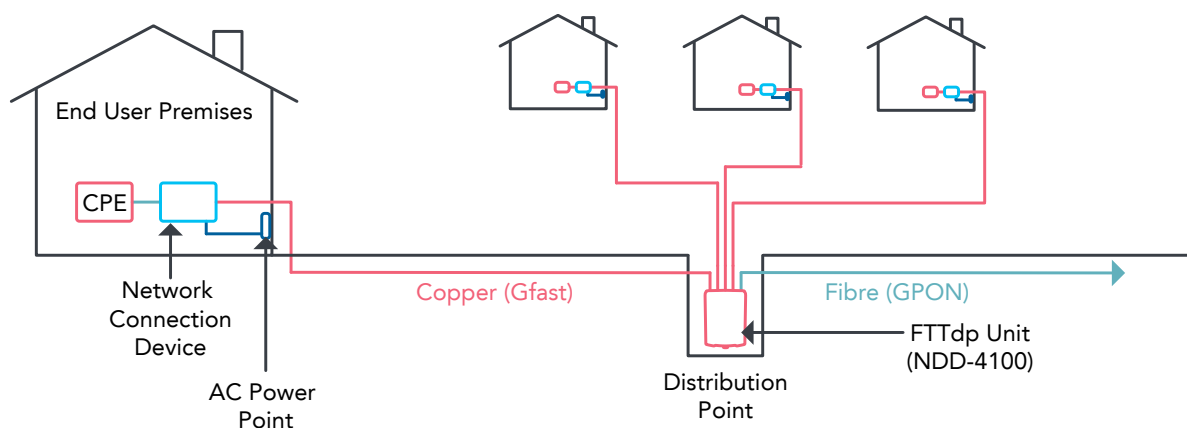 End User Premises
CPE
Network
Connection
Device
AC Power
Point
Copper (Gfast)
Fibre (GPON)
FTTdp Unit
(NDD-4100)
Distribution
Point